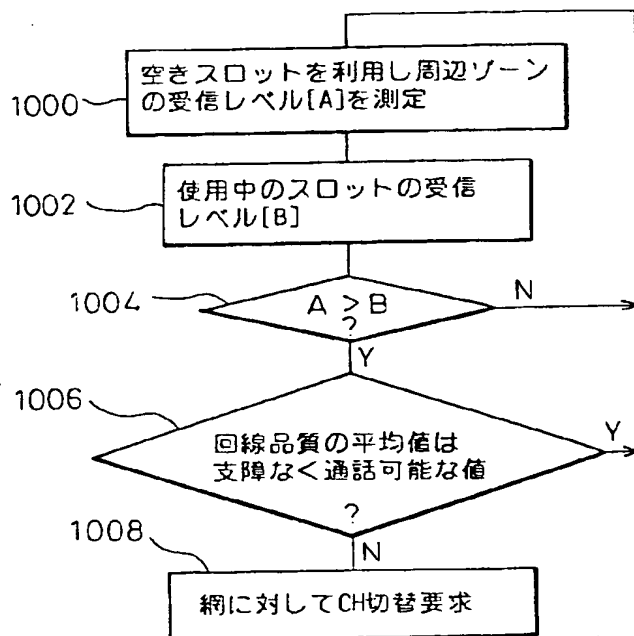 空きスロットを利用し周辺ゾーン
の受信レベル[A]を測定
1000
使用中のスロットの受信
レベル[B]
1002
1004
A > B
?
N
Y
1006
回線品質の平均値は
支障なく通話可能な値
?
Y
N
1008
網に対してCH切替要求